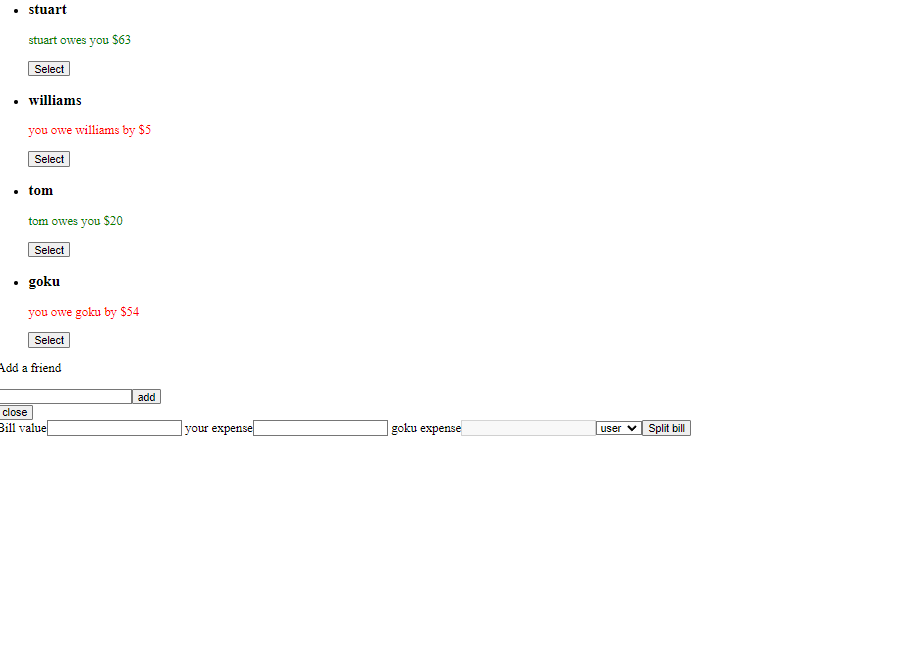 stuart
stuart owes you $63
Select
williams
you owe williams by $5
Select
tom
tom owes you $20
Select
goku
you owe goku by $54
Select
Add a friend
add
close
Bill value your expense goku expense user Split bill